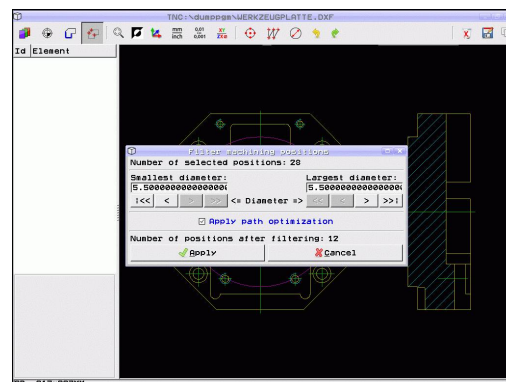 TNC:\dumppgm\WERKZEUGPLATTE.DXF
mm inch
0,01 0,001
Id Element
Filter machining positions
Number of selected positions: 28
Smallest diameter: Largest diameter:
5.5000000000000000 5.5000000000000000
|<< < > >> <= Diameter => << < > >>|
Apply path optimization
Number of positions after filtering: 12
Apply Cancel